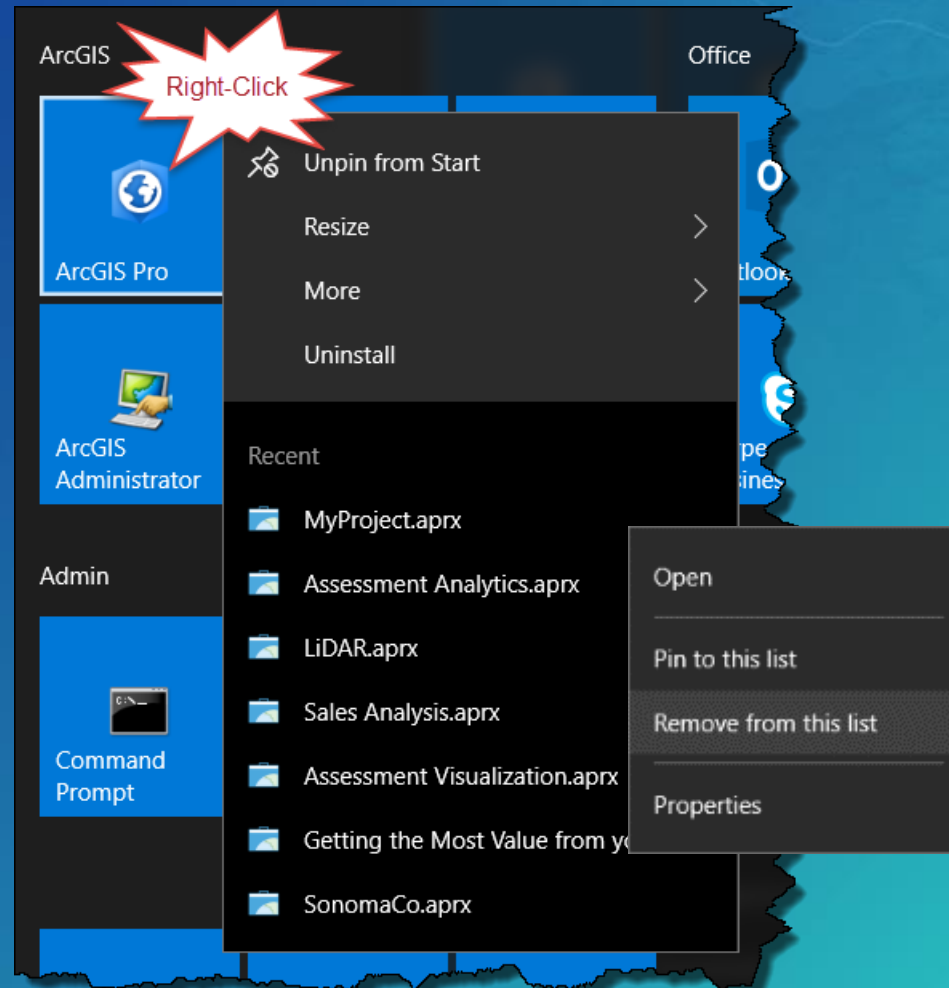 ArcGIS
Right-Click
Office
ArcGIS Pro
Unpin from Start
Resize
More
Uninstall
ArcGIS
Administrator
Recent
MyProject.aprx
Assessment Analytics.aprx
LiDAR.aprx
Sales Analysis.aprx
Assessment Visualization.aprx
Getting the Most Value from
SonomaCo.aprx
Open
Pin to this list
Remove from this list
Properties
Admin
Command
Prompt